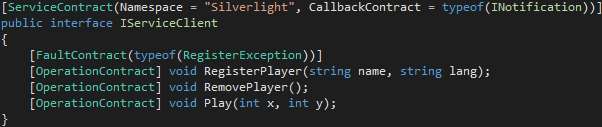 [ServiceContract(Namespace = "Silverlight", CallbackContract = typeof(INotification))]
public interface IServiceClient
{
    [FaultContract(typeof(RegisterException))]
    [OperationContract] void RegisterPlayer(string name, string lang);
    [OperationContract] void RemovePlayer();
    [OperationContract] void Play(int x, int y);
}